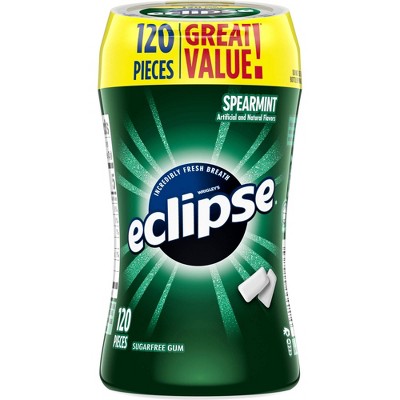 120 PIECES
GREAT VALUE!
SPEARMINT
Artificial and Natural Flavors
INCREDIBLY FRESH BREATH
WRIGLEY'S
eclipse
120 PIECES
SUGARFREE GUM